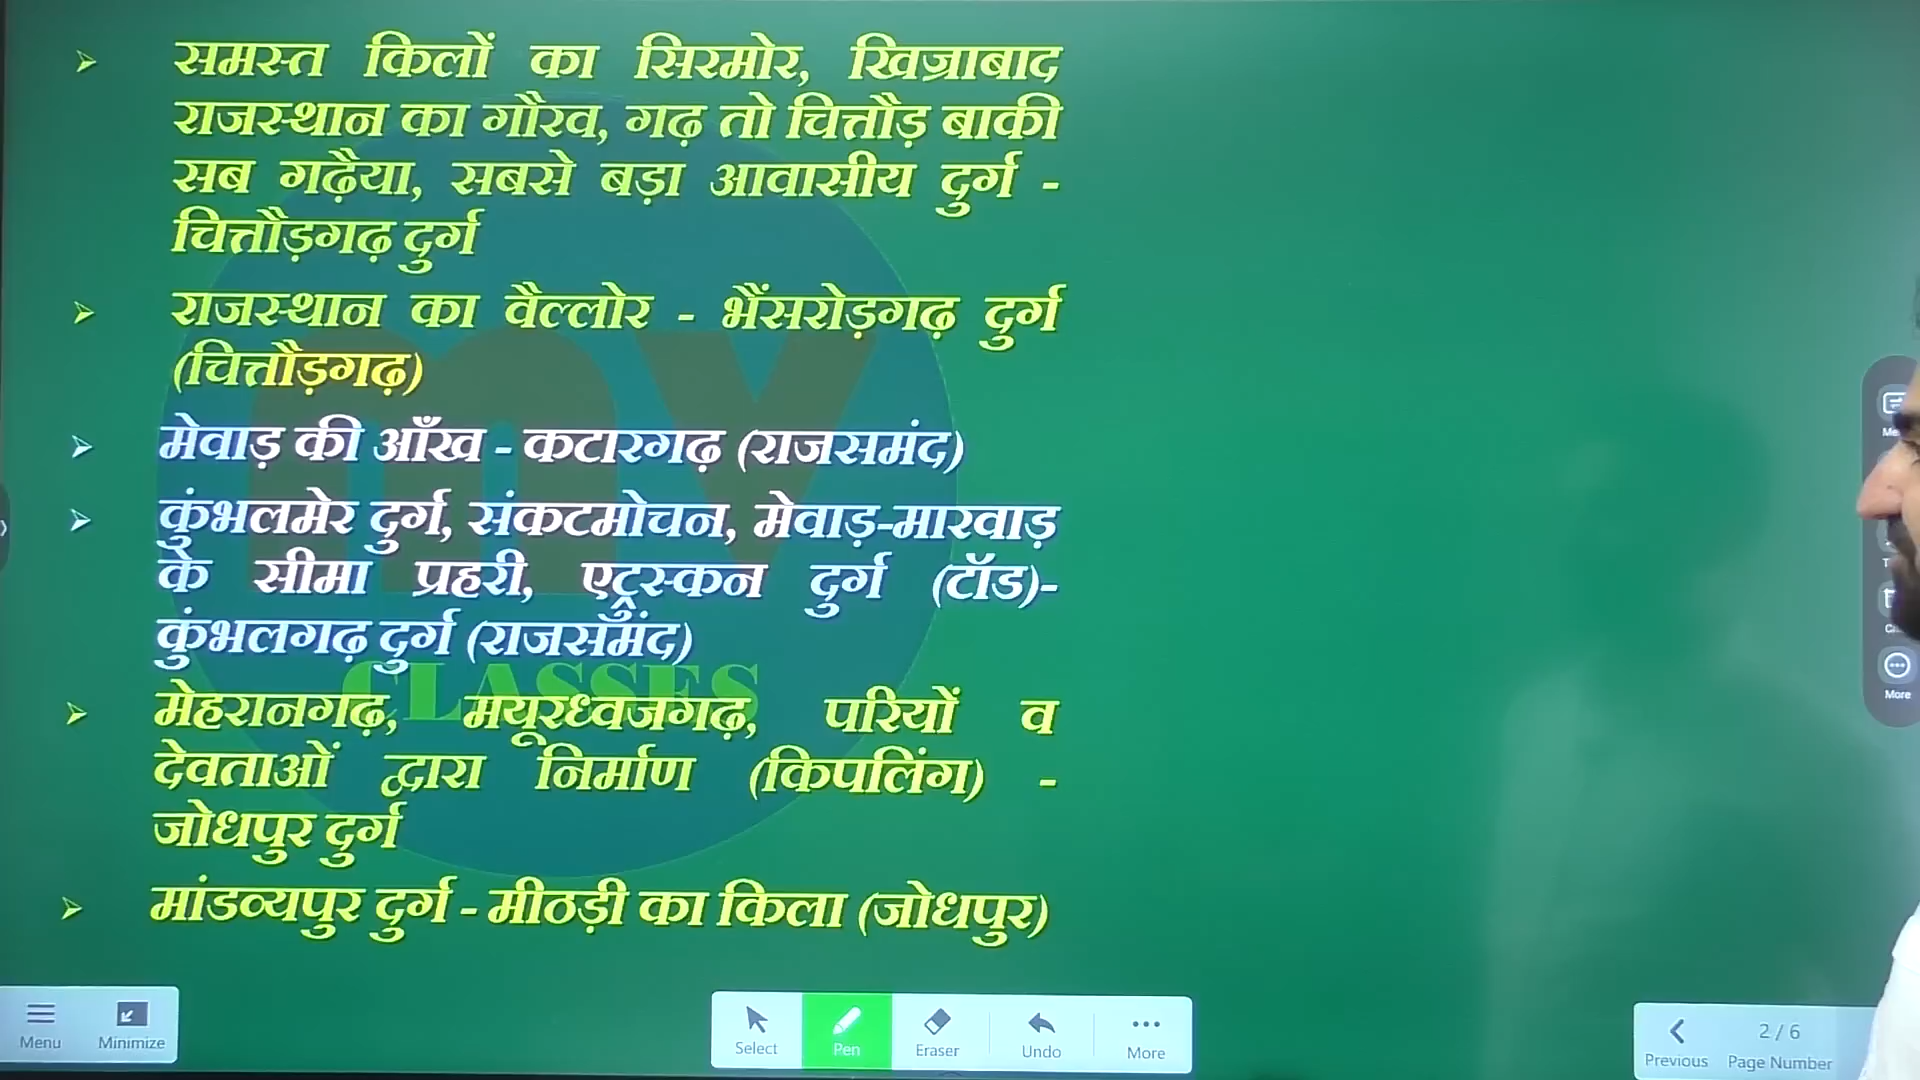 ➢ समस्त किलों का सिरमोर, खिज्राबाद
राजस्थान का गौरव, गढ़ तो चित्तौड़ बाकी
सब गढ़ैया, सबसे बड़ा आवासीय दुर्ग -
चित्तौड़गढ़ दुर्ग
➢ राजस्थान का वैल्लोर - भैंसरोड़गढ़ दुर्ग
(चित्तौड़गढ़)
➢ मेवाड़ की आँख - कटारगढ़ (राजसमंद)
➢ कुंभलमेर दुर्ग, संकटमोचन, मेवाड़-मारवाड़
के सीमा प्रहरी, एट्रुस्कन दुर्ग (टॉड)-
कुंभलगढ़ दुर्ग (राजसमंद)
➢ मेहरानगढ़, मयूरध्वजगढ़, परियों व
देवताओं द्वारा निर्माण (किपलिंग) -
जोधपुर दुर्ग
➢ मांडव्यपुर दुर्ग - मीठड़ी का किला (जोधपुर)
mv
CLASSES
More
Menu Minimize
Select Pen Eraser Undo More
2 / 6
Previous Page Number